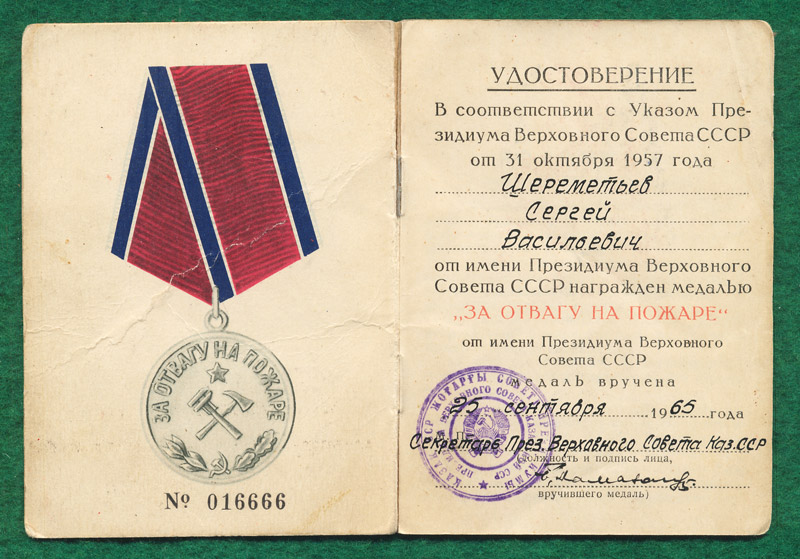 ЗА ОТВАГУ НА ПОЖАРЕ
№ 016666
УДОСТОВЕРЕНИЕ
В соответствии с Указом Пре-
зидиума Верховного Совета СССР
от 31 октября 1957 года
Шереметьев
Сергей
Васильевич
от имени Президиума Верховного
Совета СССР награжден медалью
„ЗА ОТВАГУ НА ПОЖАРЕ“
от имени Президиума Верховного
Совета СССР
медаль вручена
25 сентября 1965 года
Секретарь През. Верховного Совета Каз.ССР
(должность и подпись лица,
вручившего медаль)